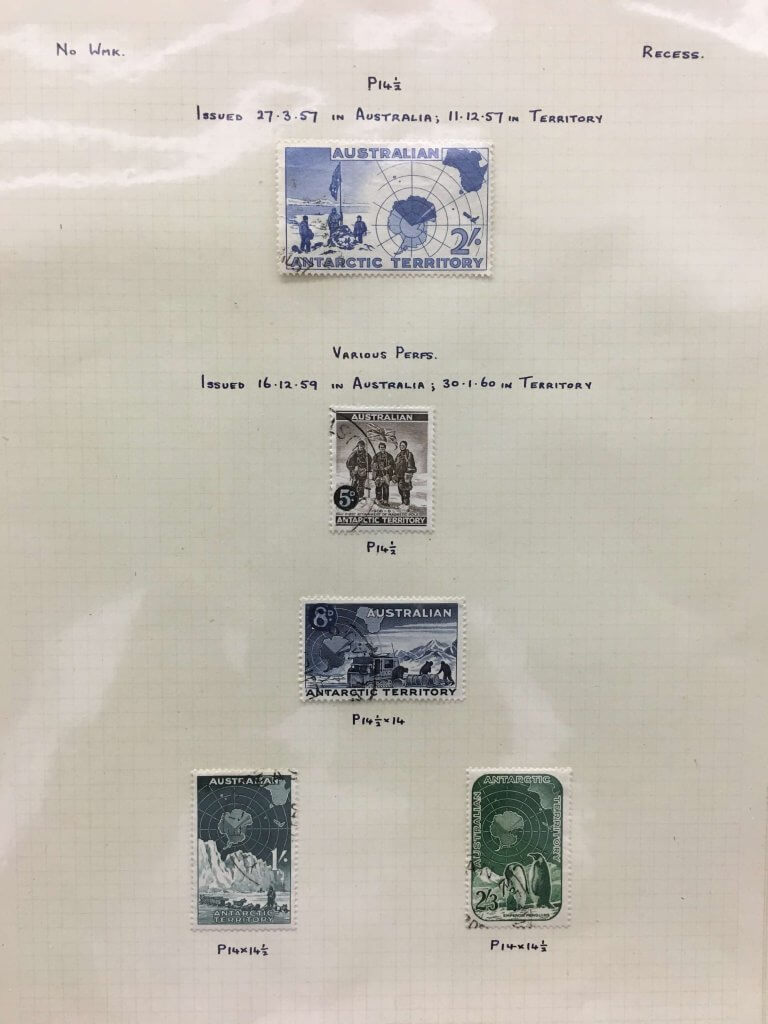 No Wmk. Recess.
P14½
Issued 27.3.57 in Australia; 11.12.57 in Territory
AUSTRALIAN
2/-
ANTARCTIC TERRITORY
Various Perfs.
Issued 16.12.59 in Australia; 30.1.60 in Territory
AUSTRALIAN
5D
ANTARCTIC TERRITORY
P14½
8D AUSTRALIAN
ANTARCTIC TERRITORY
P14½×14
AUSTRALIAN
1/-
ANTARCTIC
TERRITORY
P14×14½
AUSTRALIAN
ANTARCTIC
TERRITORY
2/3
EMPEROR PENGUINS
P14×14½